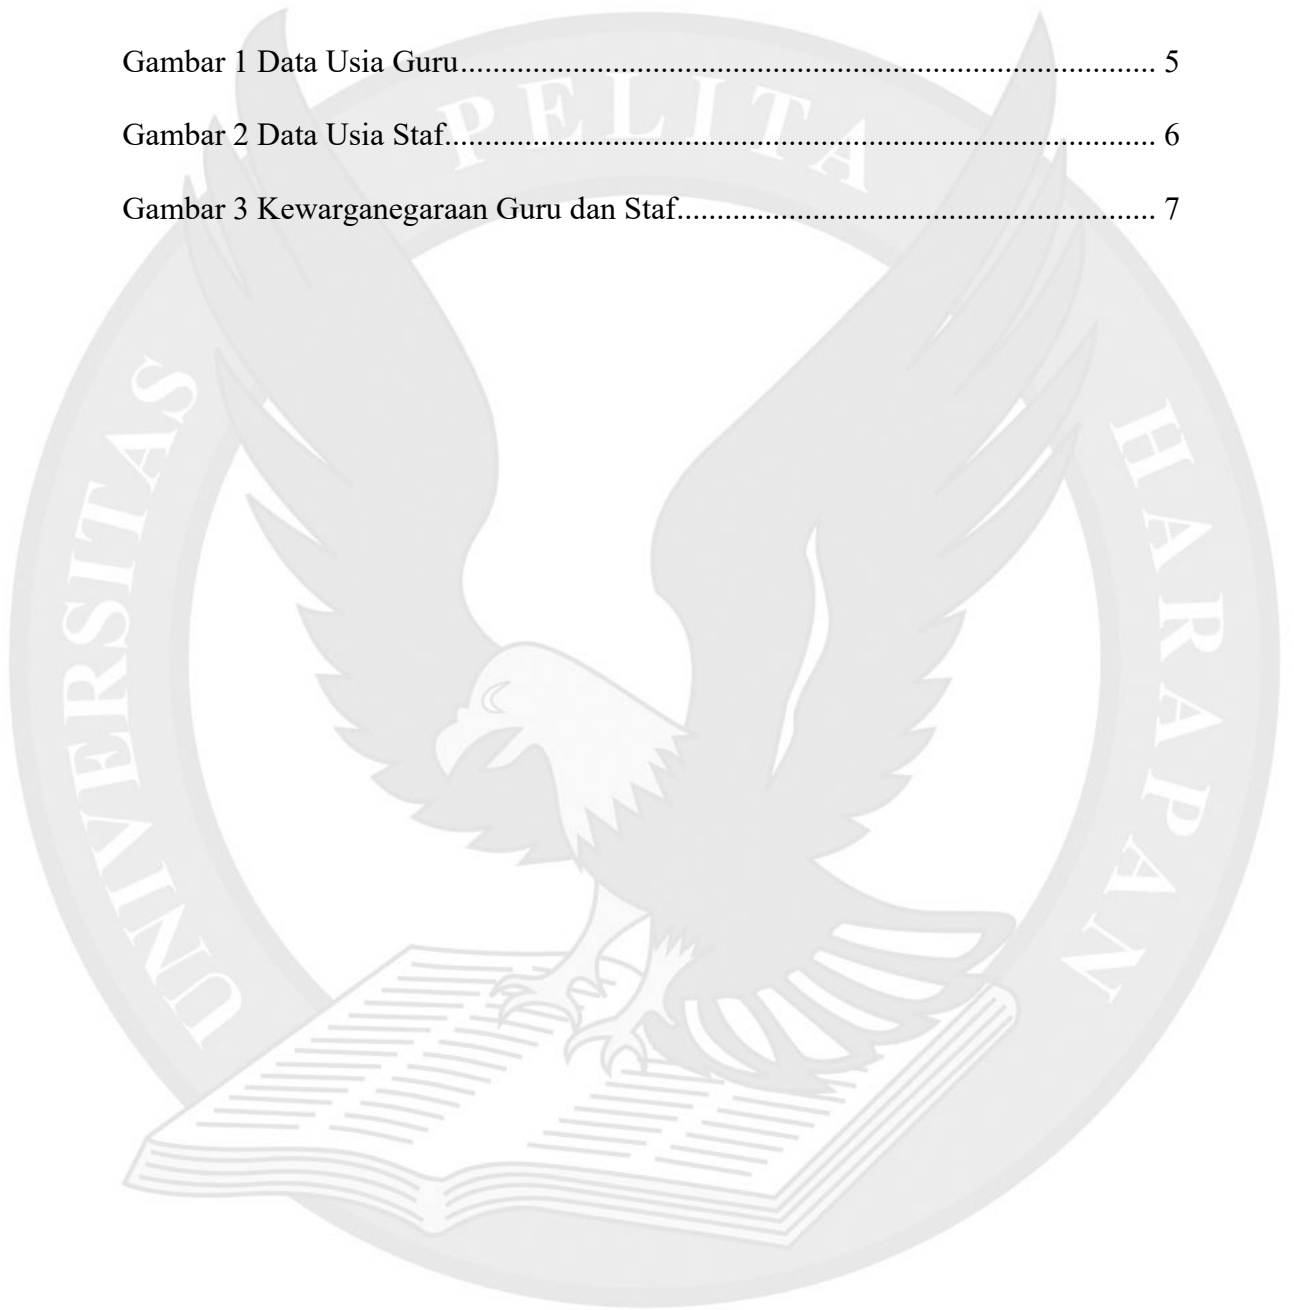 Gambar 1 Data Usia Guru....................................................................................... 5
Gambar 2 Data Usia Staf......................................................................................... 6
Gambar 3 Kewarganegaraan Guru dan Staf............................................................ 7
UNIVERSITAS PELITA HARAPAN